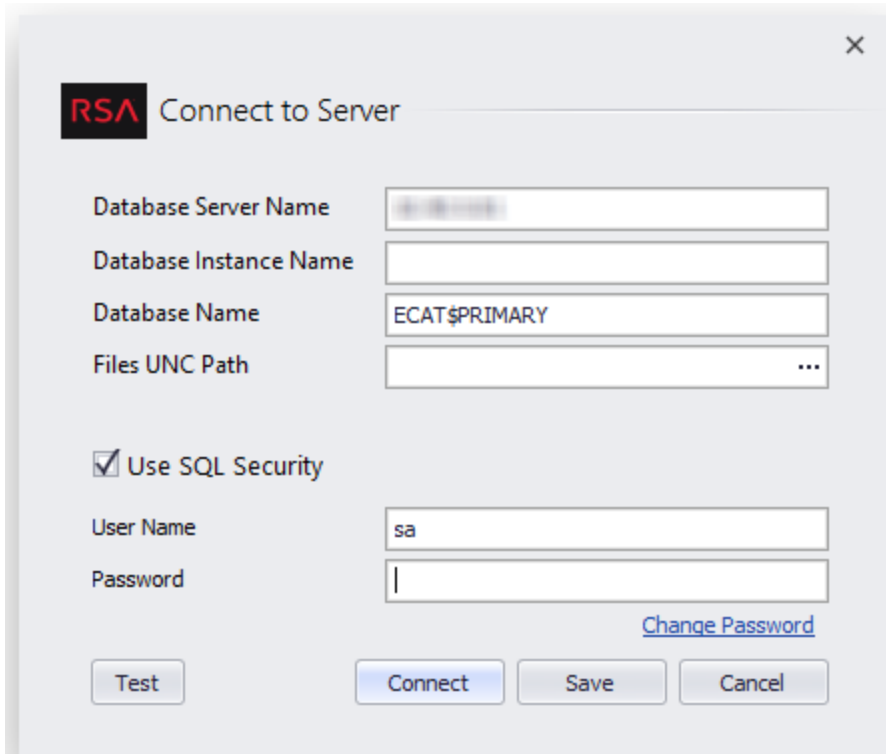 RSA Connect to Server
Database Server Name
Database Instance Name
Database Name ECAT$PRIMARY
Files UNC Path ...
Use SQL Security
User Name sa
Password
Change Password
Test Connect Save Cancel